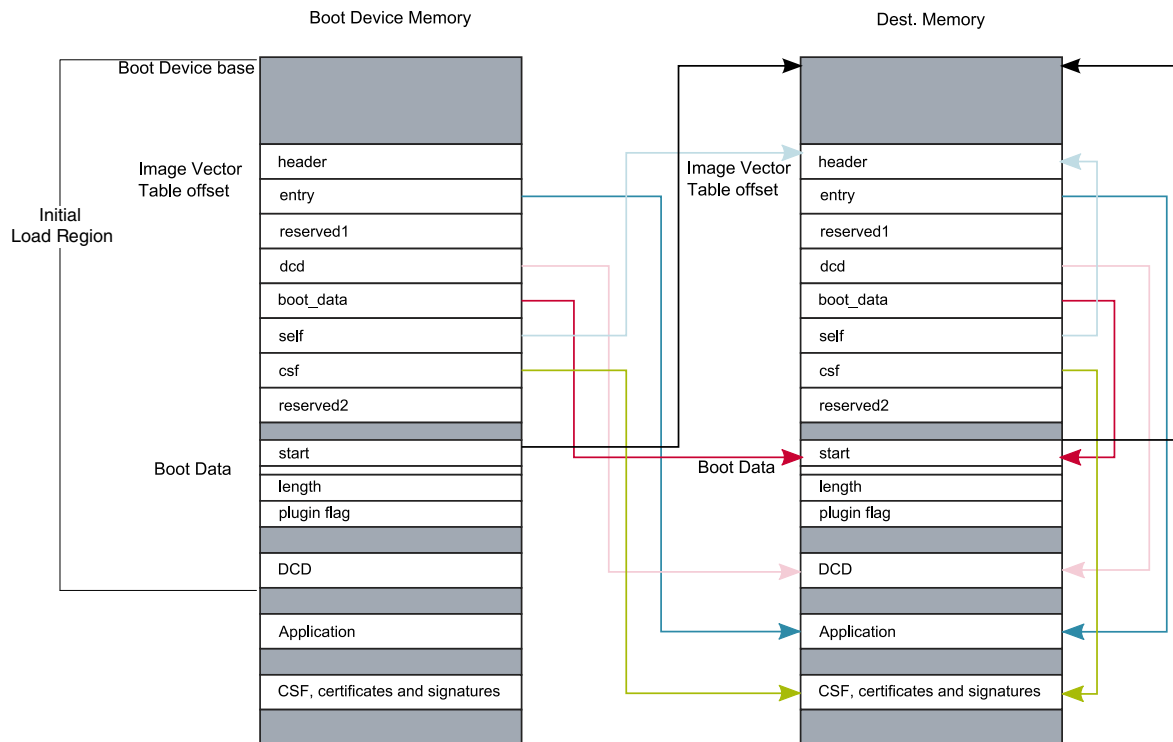 Boot Device Memory
Dest. Memory
Boot Device base
Image Vector
Table offset
Initial
Load Region
header
entry
reserved1
dcd
boot_data
self
csf
reserved2
Boot Data
start
length
plugin flag
DCD
Application
CSF, certificates and signatures
Image Vector
Table offset
header
entry
reserved1
dcd
boot_data
self
csf
reserved2
Boot Data
start
length
plugin flag
DCD
Application
CSF, certificates and signatures